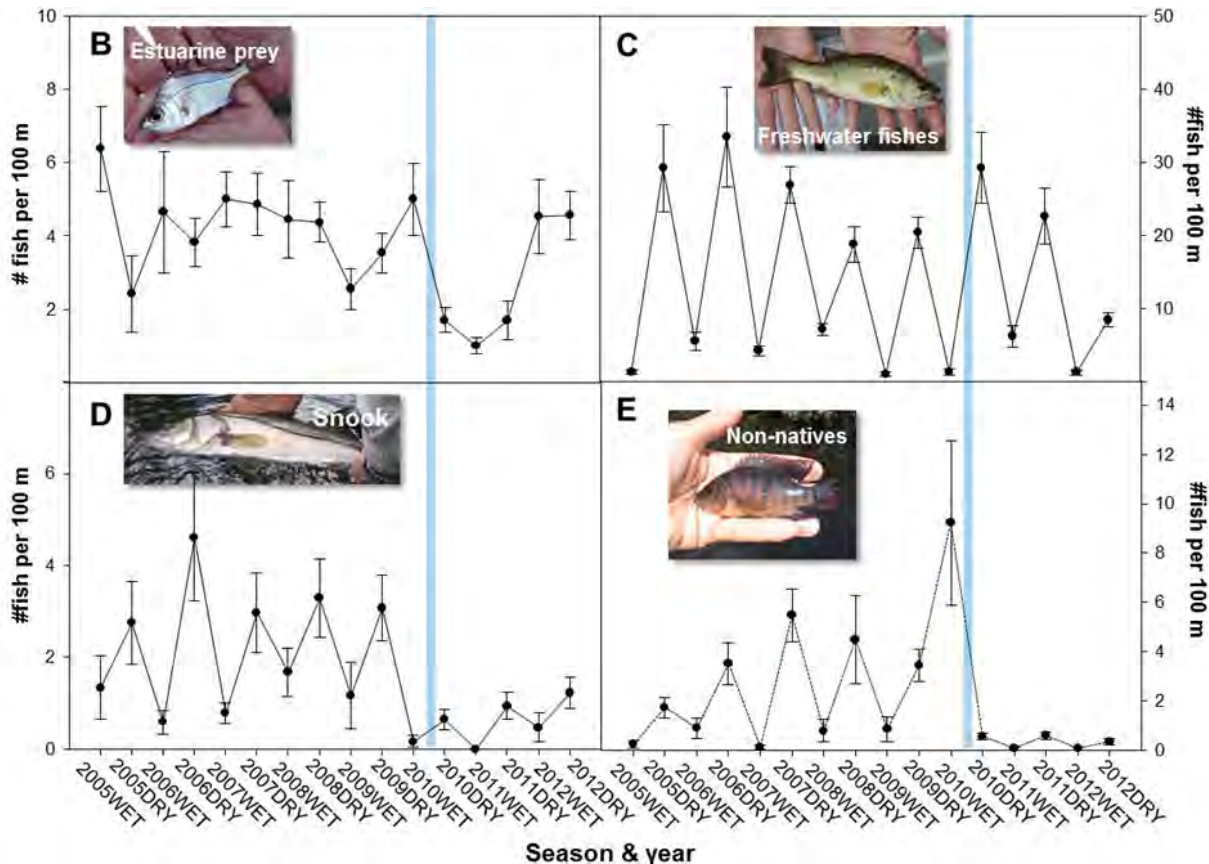 B
Estuarine prey
# fish per 100 m
10
8
6
4
2
C
Freshwater fishes
#fish per 100 m
50
40
30
20
10
D
Snook
#fish per 100 m
6
4
2
0
E
Non-natives
#fish per 100 m
14
12
10
8
6
4
2
0
2005WET
2005DRY
2006WET
2006DRY
2007WET
2007DRY
2008WET
2008DRY
2009WET
2009DRY
2010WET
2010DRY
2011WET
2011DRY
2012WET
2012DRY
2005WET
2005DRY
2006WET
2006DRY
2007WET
2007DRY
2008WET
2008DRY
2009WET
2009DRY
2010WET
2010DRY
2011WET
2011DRY
2012WET
2012DRY
Season & year